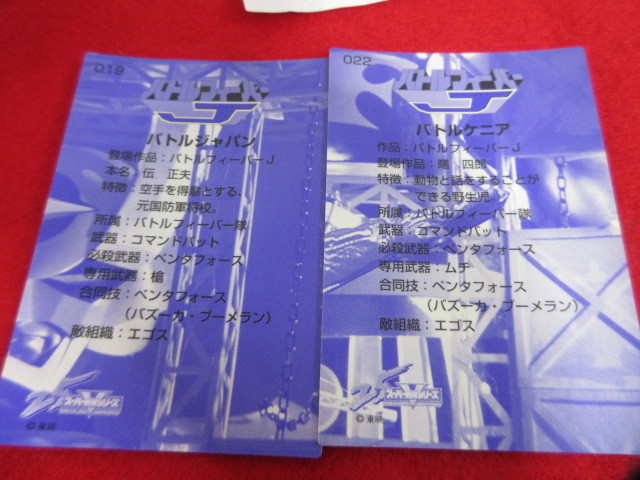 019
バトルフィーバー
J
バトルジャパン
登場作品：バトルフィーバーJ
本名：伝 正夫
特徴：空手を得意とする、
元国防軍将校。
所属：バトルフィーバー隊
武器：コマンドバット
必殺武器：ペンタフォース
専用武器：槍
合同技：ペンタフォース
（バズーカ・ブーメラン）
敵組織：エゴス
スーパー戦隊シリーズ
©東映
022
バトルフィーバー
J
バトルケニア
作品：バトルフィーバーJ
登場作品：曙 四郎
特徴：動物と話をすることが
できる野生児。
所属：バトルフィーバー隊
武器：コマンドバット
必殺武器：ペンタフォース
専用武器：ムチ
合同技：ペンタフォース
（バズーカ・ブーメラン）
敵組織：エゴス
スーパー戦隊シリーズ
©東映